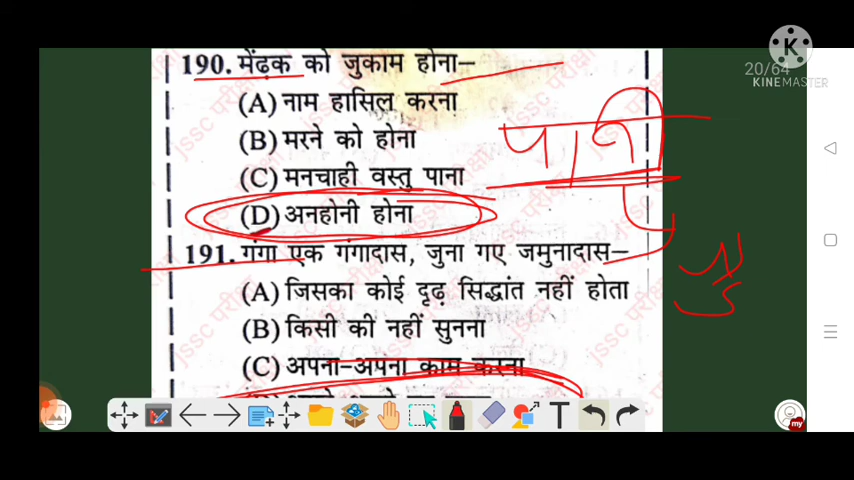 20/64
KINEMASTER
190. मेंढ़क को जुकाम होना–
(A) नाम हासिल करना
(B) मरने को होना
(C) मनचाही वस्तु पाना
(D) अनहोनी होना
पानी
191. गंगा एक गंगादास, जुना गए जमुनादास–
(A) जिसका कोई दृढ़ सिद्धांत नहीं होता
(B) किसी की नहीं सुनना
(C) अपना-अपना काम करना